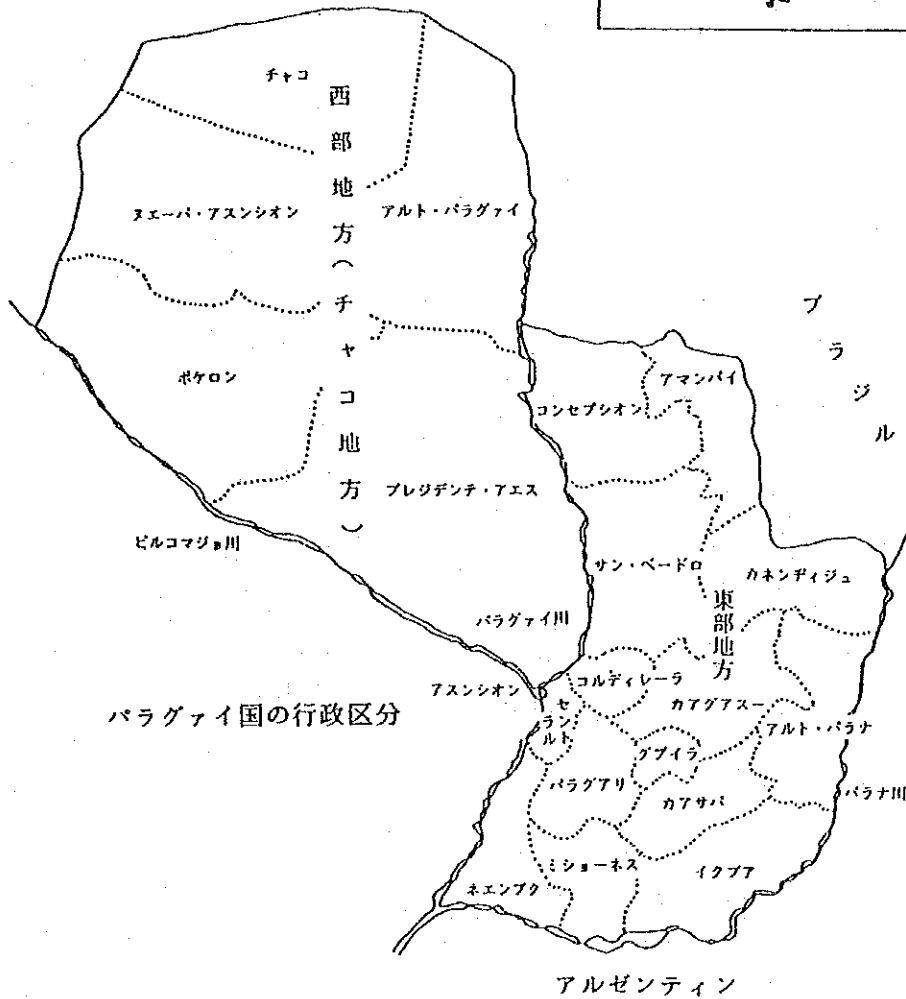 チャコ
西部地方(チャコ地方)
ヌエーバ・アスンシオン
アルト・パラグァイ
ブラジル
ボケロン
アマンバイ
コンセプシオン
プレジデンテ・アエス
ピルコマジョ川
サン・ペードロ
カネンディジュ
東部地方
パラグァイ川
アスンシオン
コルディレーラ
セントラル
カアグアスー
パラグァイ国の行政区分
アルト・パラナ
グアイラ
パラグアリ
カアサパ
パラナ川
ミショーネス
イタプア
ネエンブク
アルゼンティン